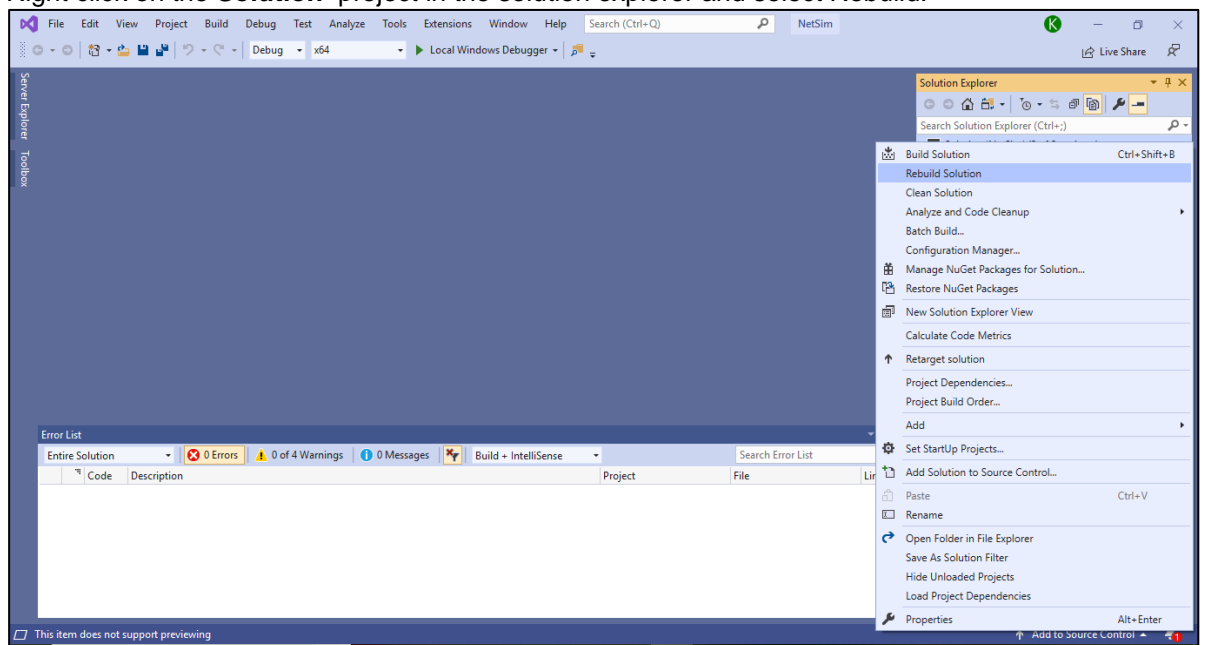 Right click on the Solution project in the solution explorer and select Rebuild.
File Edit View Project Build Debug Test Analyze Tools Extensions Window Help Search (Ctrl+Q) NetSim K
Debug x64 Local Windows Debugger Live Share
Server Explorer
Toolbox
Solution Explorer
Search Solution Explorer (Ctrl+;)
Build Solution Ctrl+Shift+B
Rebuild Solution
Clean Solution
Analyze and Code Cleanup
Batch Build...
Configuration Manager...
Manage NuGet Packages for Solution...
Restore NuGet Packages
New Solution Explorer View
Calculate Code Metrics
Retarget solution
Project Dependencies...
Project Build Order...
Add
Set StartUp Projects...
Add Solution to Source Control...
Paste Ctrl+V
Rename
Open Folder in File Explorer
Save As Solution Filter
Hide Unloaded Projects
Load Project Dependencies
Properties Alt+Enter
Error List
Entire Solution 0 Errors 0 of 4 Warnings 0 Messages Build + IntelliSense Search Error List
Code Description Project File Lin
This item does not support previewing Add to Source Control 1